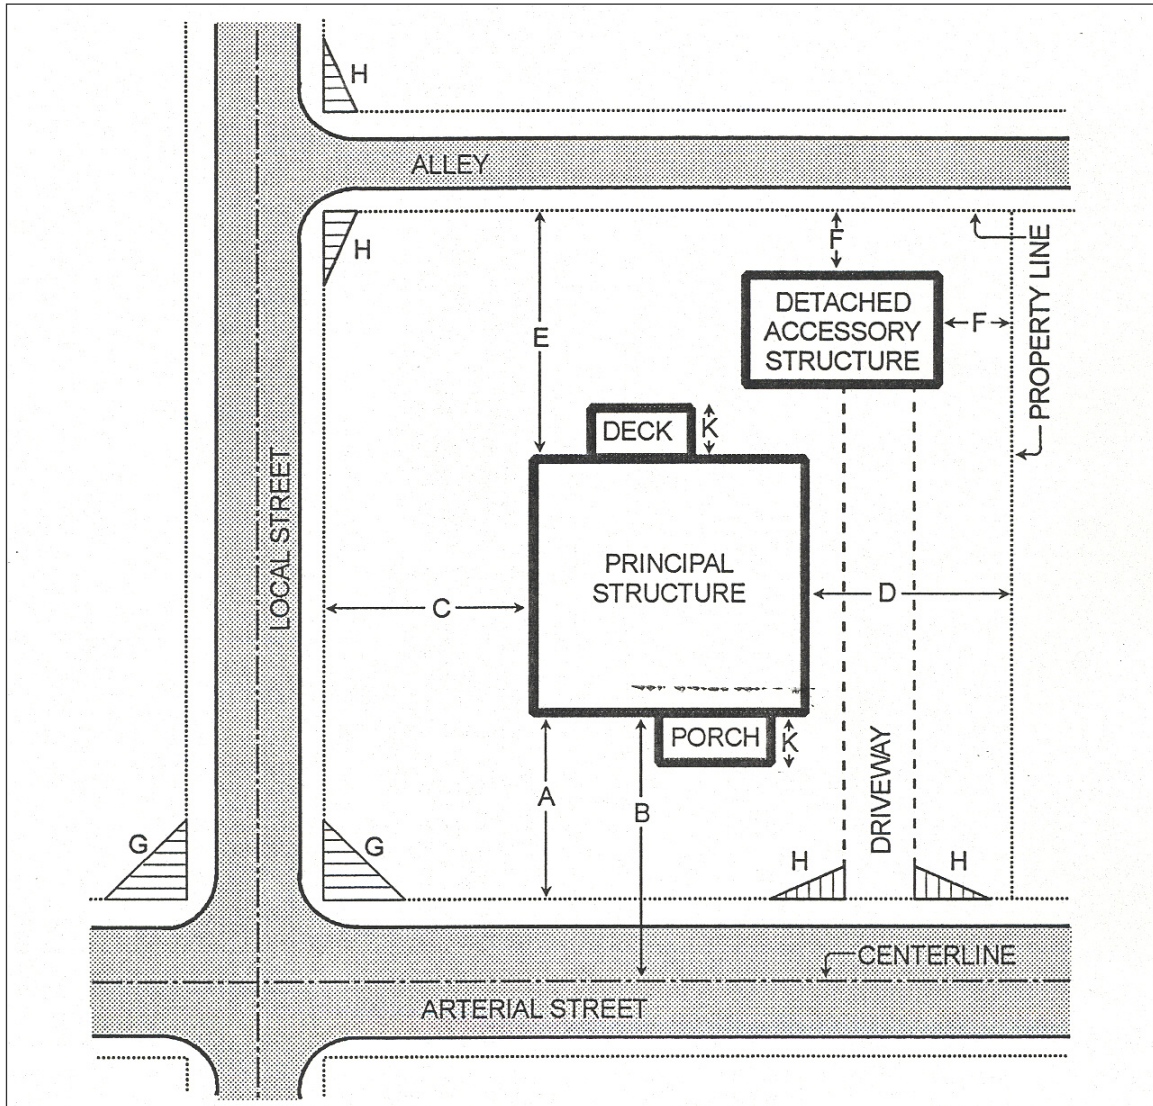 H
ALLEY
H
F
PROPERTY LINE
DETACHED
ACCESSORY
STRUCTURE
F
E
DECK
K
LOCAL STREET
PRINCIPAL
STRUCTURE
C
D
PORCH
K
A
B
DRIVEWAY
G
G
H
H
CENTERLINE
ARTERIAL STREET